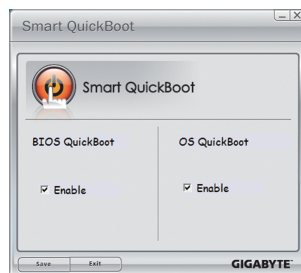 Smart QuickBoot
Smart QuickBoot
BIOS QuickBoot
OS QuickBoot
Enable
Enable
Save
Exit
GIGABYTE